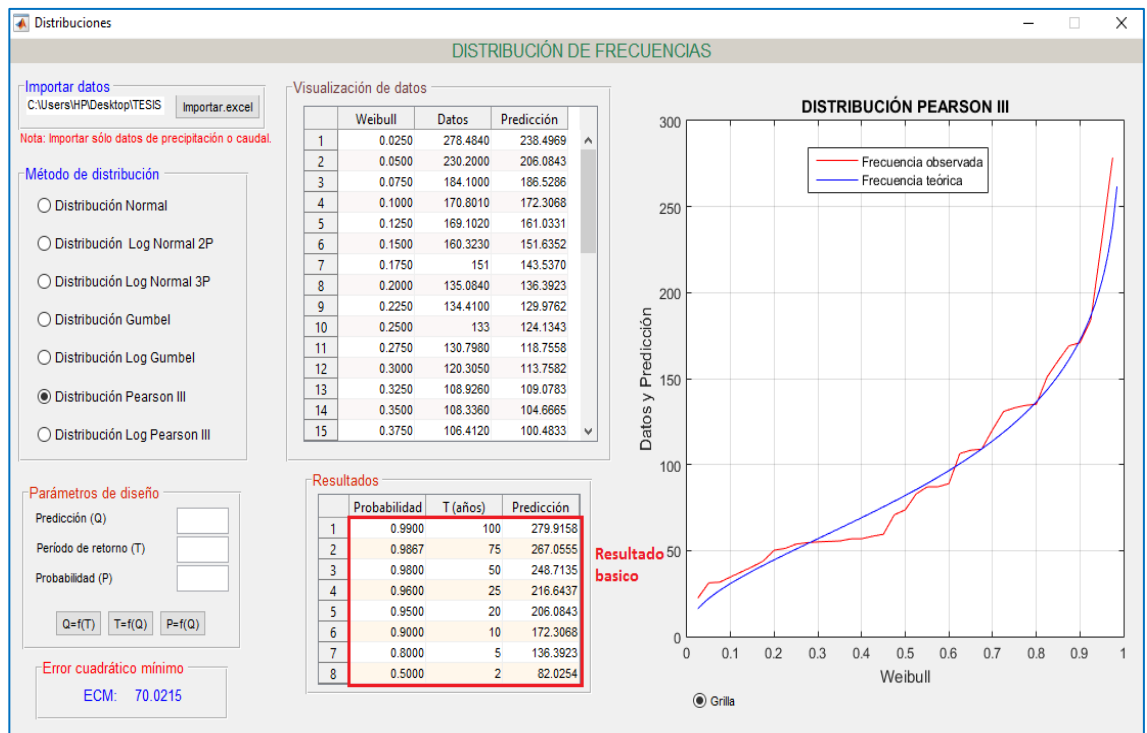 Distribuciones
DISTRIBUCIÓN DE FRECUENCIAS
Importar datos
C:\Users\HP\Desktop\TESIS Importar.excel
Nota: Importar sólo datos de precipitación o caudal.
Método de distribución
Distribución Normal
Distribución Log Normal 2P
Distribución Log Normal 3P
Distribución Gumbel
Distribución Log Gumbel
Distribución Pearson III
Distribución Log Pearson III
Parámetros de diseño
Predicción (Q)
Período de retorno (T)
Probabilidad (P)
Q=f(T) T=f(Q) P=f(Q)
Error cuadrático mínimo
ECM: 70.0215
Visualización de datos
Weibull Datos Predicción
1 0.0250 278.4840 238.4969
2 0.0500 230.2000 206.0843
3 0.0750 184.1000 186.5286
4 0.1000 170.8010 172.3068
5 0.1250 169.1020 161.0331
6 0.1500 160.3230 151.6352
7 0.1750 151 143.5370
8 0.2000 135.0840 136.3923
9 0.2250 134.4100 129.9762
10 0.2500 133 124.1343
11 0.2750 130.7980 118.7558
12 0.3000 120.3050 113.7582
13 0.3250 108.9260 109.0783
14 0.3500 108.3360 104.6665
15 0.3750 106.4120 100.4833
Resultados
Probabilidad T (años) Predicción
1 0.9900 100 279.9158
2 0.9867 75 267.0555
3 0.9800 50 248.7135
4 0.9600 25 216.6437
5 0.9500 20 206.0843
6 0.9000 10 172.3068
7 0.8000 5 136.3923
8 0.5000 2 82.0254
Resultado
basico
DISTRIBUCIÓN PEARSON III
Frecuencia observada
Frecuencia teórica
Datos y Predicción
300
250
200
150
100
50
0
0 0.1 0.2 0.3 0.4 0.5 0.6 0.7 0.8 0.9 1
Weibull
Grilla